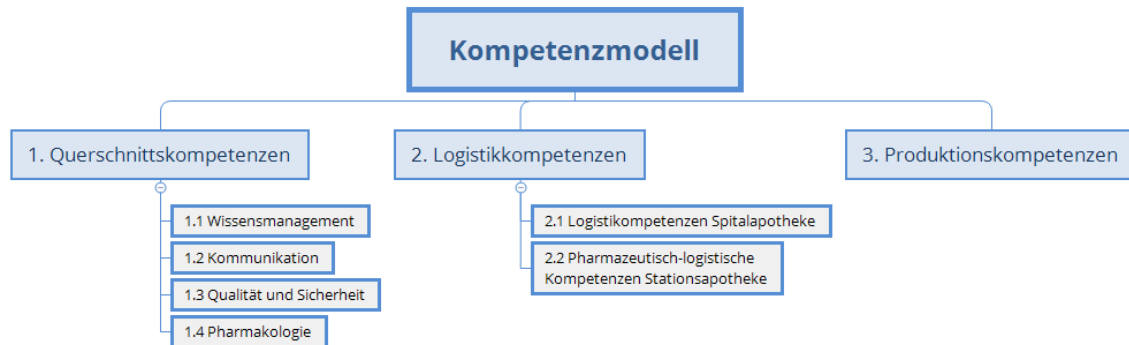 Kompetenzmodell
1. Querschnittskompetenzen
2. Logistikkompetenzen
3. Produktionskompetenzen
1.1 Wissensmanagement
1.2 Kommunikation
1.3 Qualität und Sicherheit
1.4 Pharmakologie
2.1 Logistikompetenzen Spitalapotheke
2.2 Pharmazeutisch-logistische
Kompetenzen Stationsapotheke